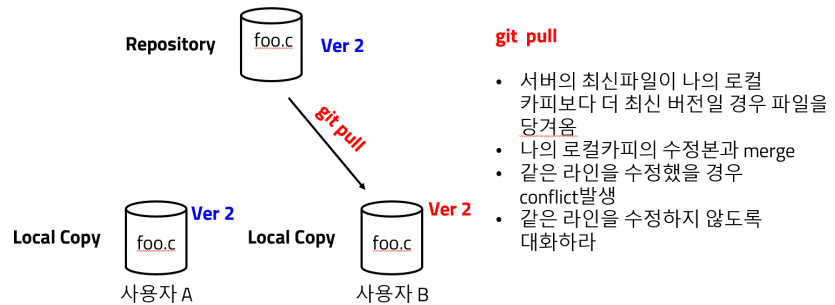 Repository
foo.c
Ver 2
git pull
Ver 2
Local Copy
foo.c
사용자 A
Ver 2
Local Copy
foo.c
사용자 B
git pull
• 서버의 최신파일이 나의 로컬
카피보다 더 최신 버전일 경우 파일을
당겨옴
• 나의 로컬카피의 수정본과 merge
• 같은 라인을 수정했을 경우
conflict발생
• 같은 라인을 수정하지 않도록
대화하라